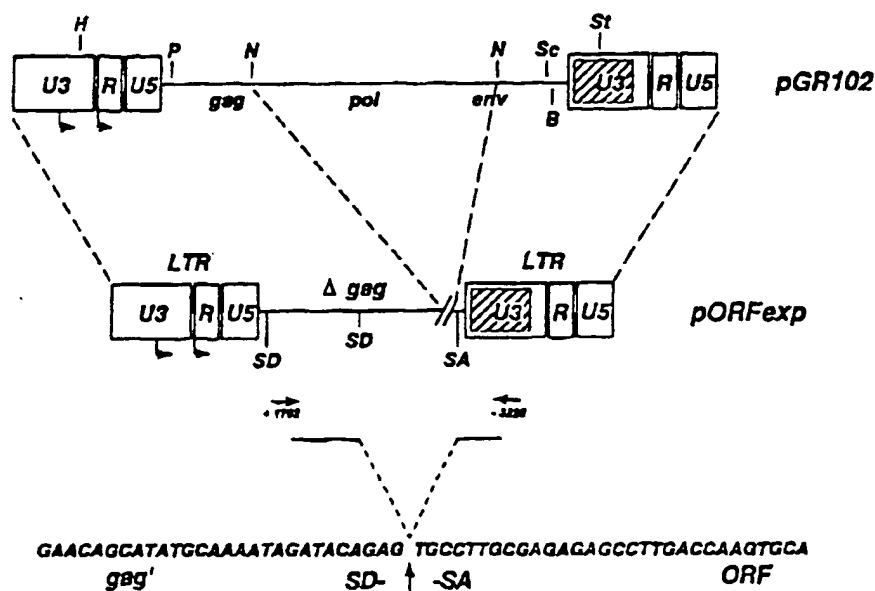 H
P
N
N
Sc
St
U3 R U5
U3 R U5
pGR102
gag
pol
env
B
LTR
Δ gag
LTR
U3 R U5
U3 R U5
pORFexp
SD
SD
SA
GAACAGCATATGCAAAATAGATACAGAG TGCCTTGCGAGAGAGCCTTGACCAAGTGCA
gag'
SD-
-SA
ORF